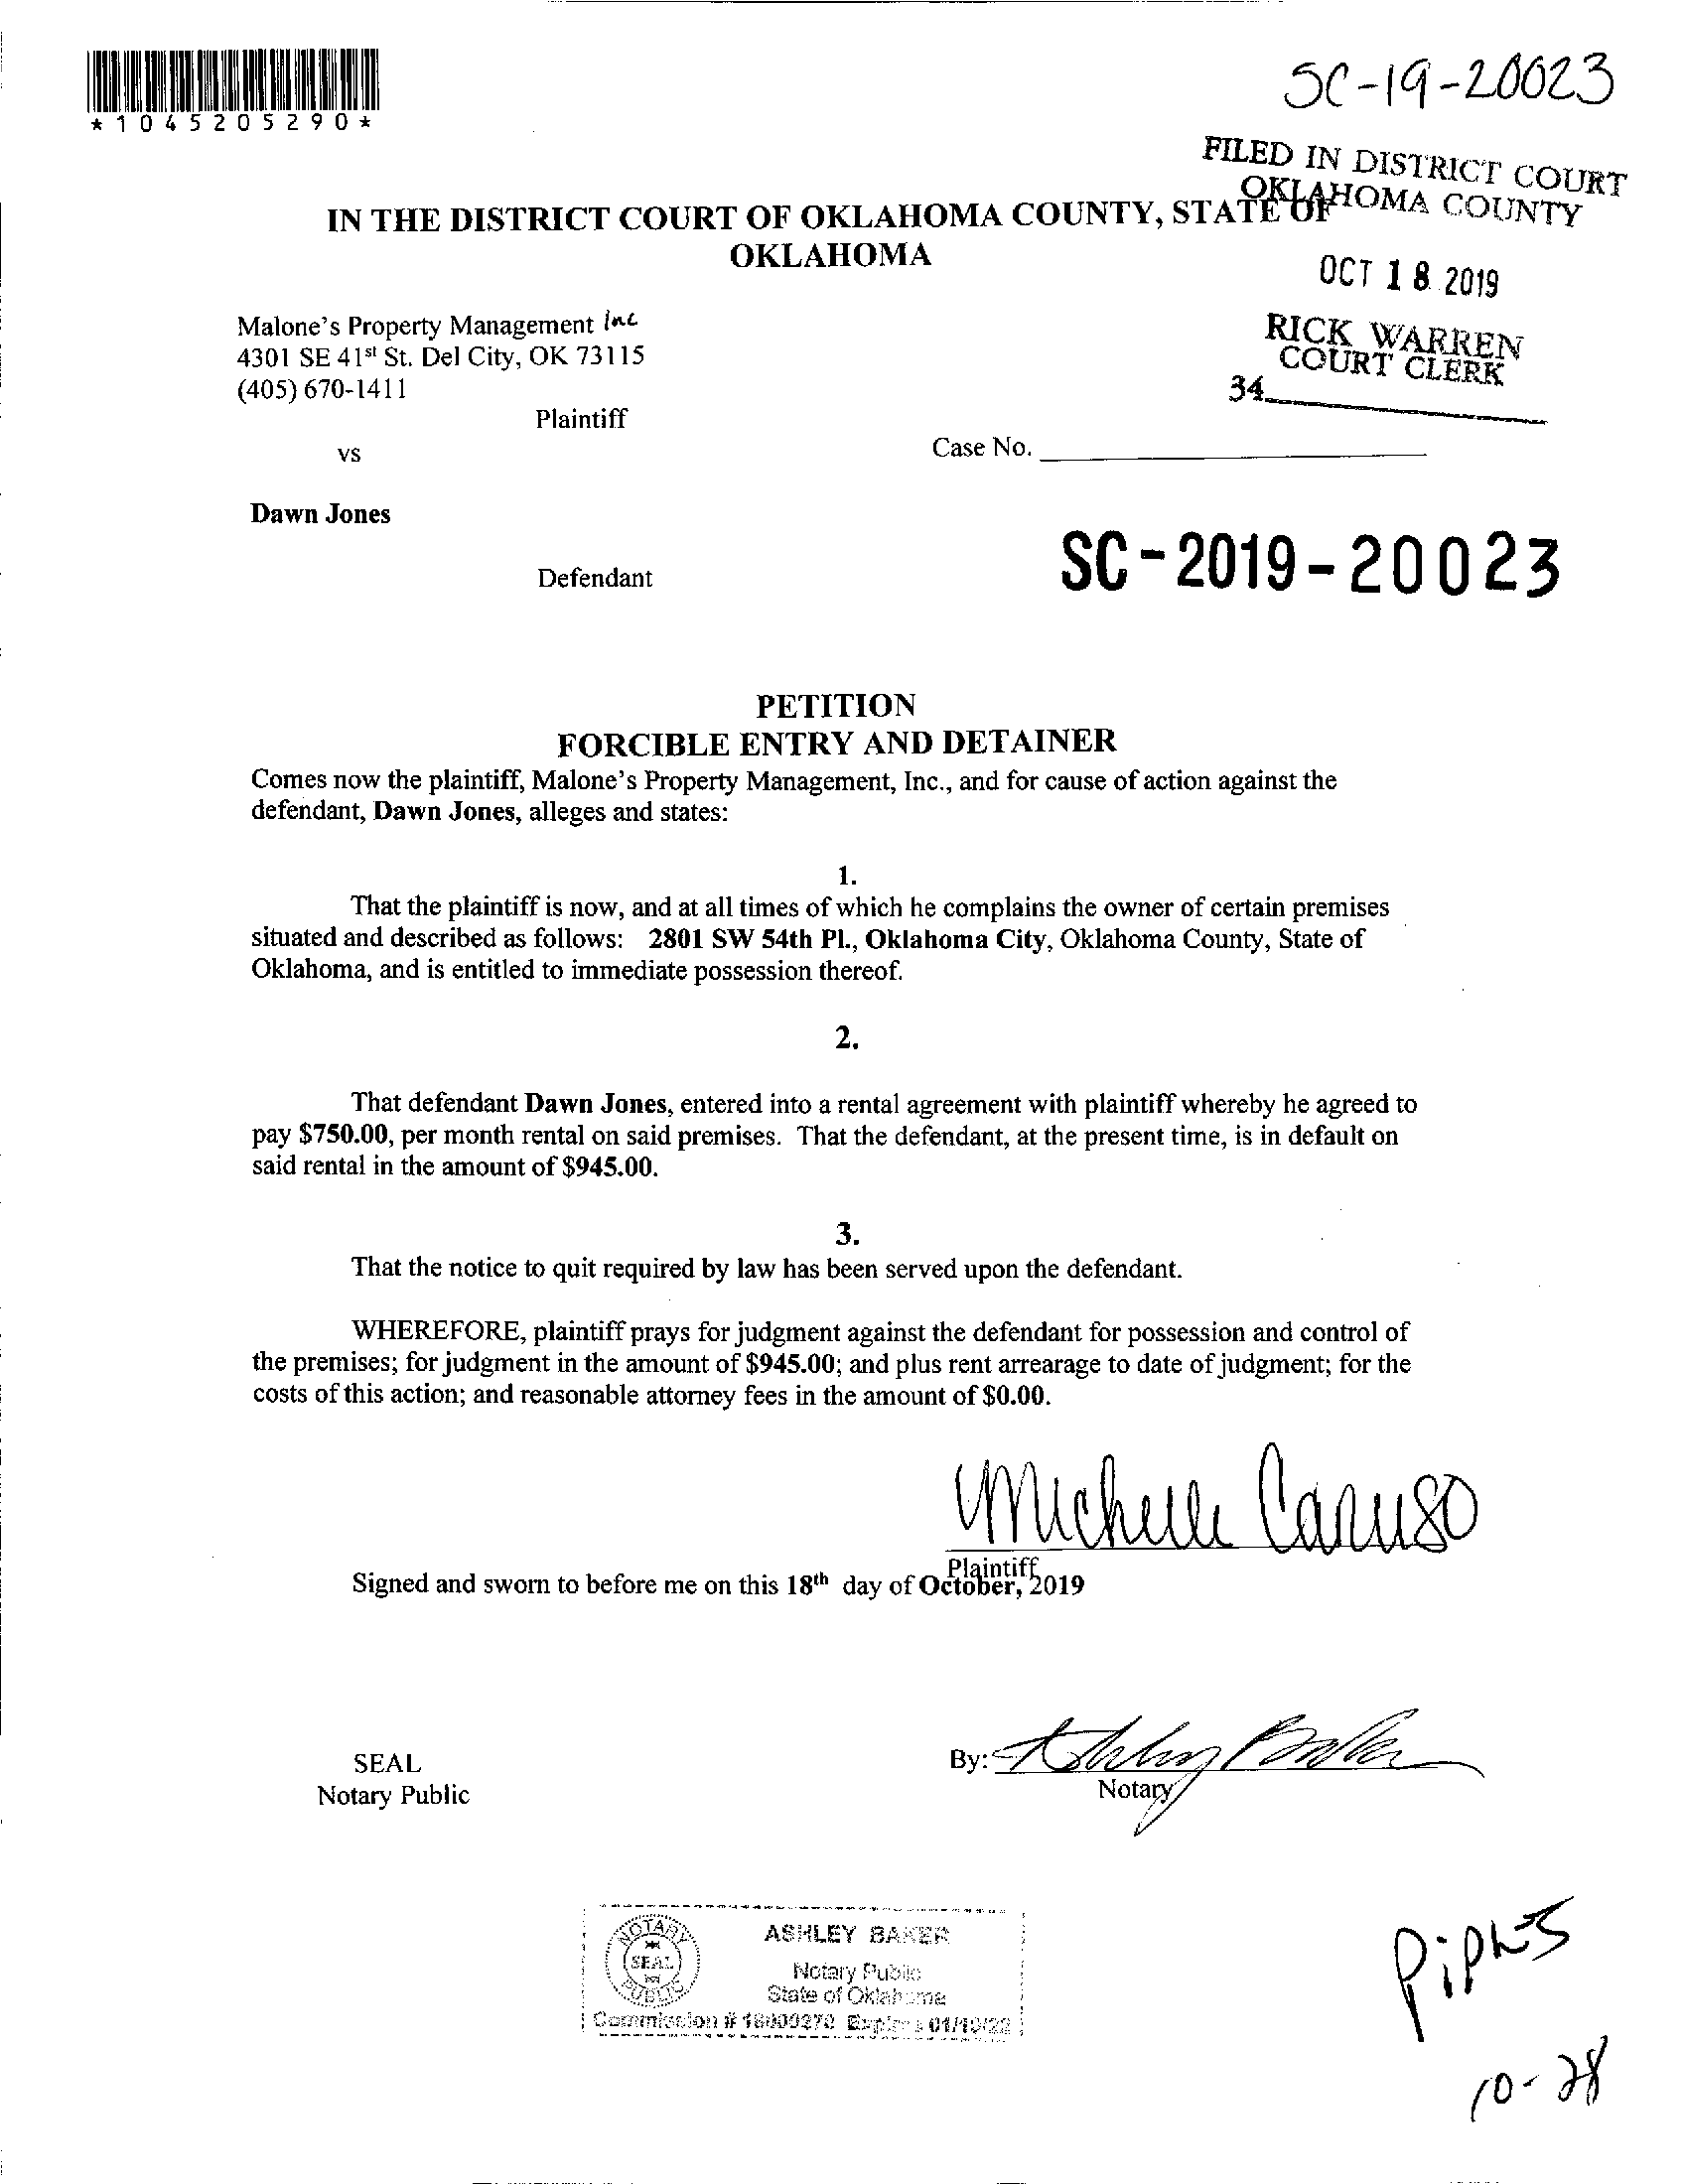 SC-19-20023
*1045205290*
FILED IN DISTRICT COURT
OKLAHOMA COUNTY
IN THE DISTRICT COURT OF OKLAHOMA COUNTY, STATE OF
OKLAHOMA
OCT 18 2019
RICK WARREN
COURT CLERK
34
Malone's Property Management Inc
4301 SE 41st St. Del City, OK 73115
(405) 670-1411
Plaintiff
vs
Case No.
Dawn Jones
SC-2019-20023
Defendant
PETITION
FORCIBLE ENTRY AND DETAINER
Comes now the plaintiff, Malone's Property Management, Inc., and for cause of action against the
defendant, Dawn Jones, alleges and states:
1.
That the plaintiff is now, and at all times of which he complains the owner of certain premises
situated and described as follows: 2801 SW 54th Pl., Oklahoma City, Oklahoma County, State of
Oklahoma, and is entitled to immediate possession thereof.
2.
That defendant Dawn Jones, entered into a rental agreement with plaintiff whereby he agreed to
pay $750.00, per month rental on said premises. That the defendant, at the present time, is in default on
said rental in the amount of $945.00.
3.
That the notice to quit required by law has been served upon the defendant.
WHEREFORE, plaintiff prays for judgment against the defendant for possession and control of
the premises; for judgment in the amount of $945.00; and plus rent arrearage to date of judgment; for the
costs of this action; and reasonable attorney fees in the amount of $0.00.
Michelle Caruso
Plaintiff
Signed and sworn to before me on this 18th day of October, 2019
SEAL
By: Ashley Baker
Notary Public
Notary
NOTARY
SEAL
PUBLIC
ASHLEY BAKER
Notary Public
State of Oklahoma
Commission # 18000270 Expires 01/10/22
10-28